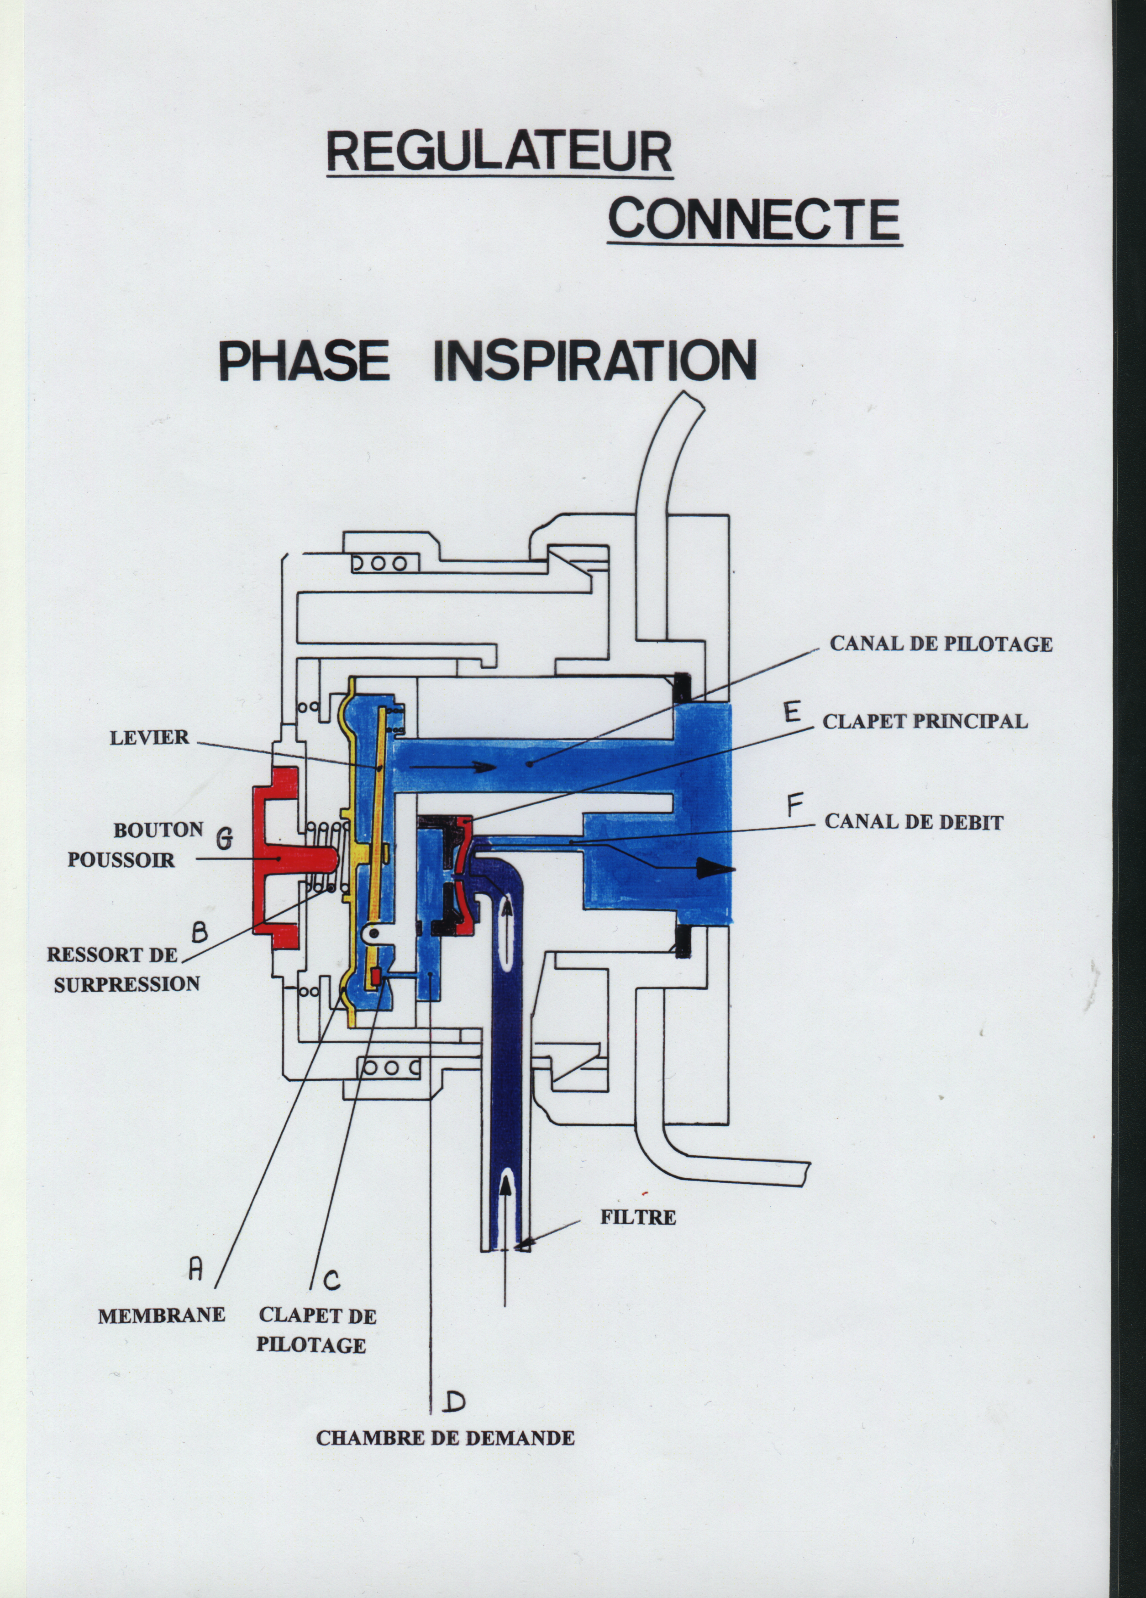 REGULATEUR
CONNECTE
PHASE INSPIRATION
CANAL DE PILOTAGE
E
CLAPET PRINCIPAL
LEVIER
F
CANAL DE DEBIT
BOUTON G
POUSSOIR
B
RESSORT DE
SURPRESSION
FILTRE
A
C
MEMBRANE
CLAPET DE
PILOTAGE
D
CHAMBRE DE DEMANDE